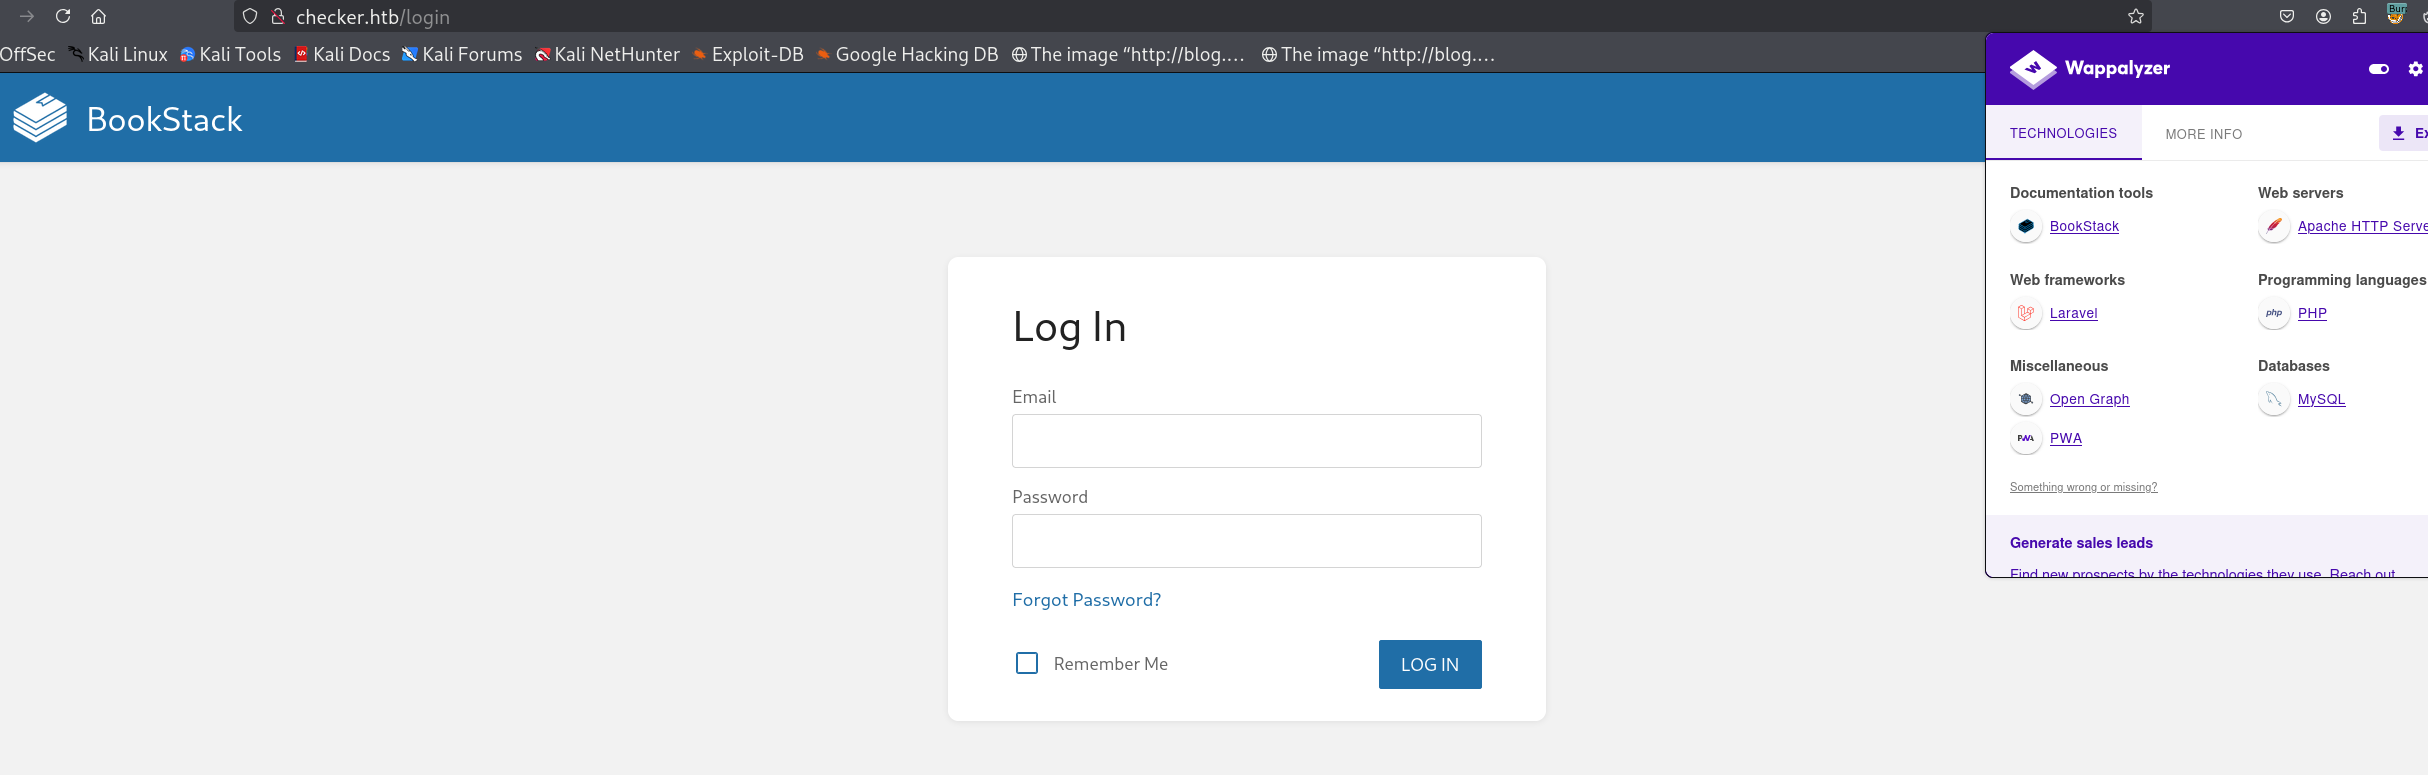 checker.htb/login
OffSec Kali Linux Kali Tools Kali Docs Kali Forums Kali NetHunter Exploit-DB Google Hacking DB The image “http://blog.... The image “http://blog....
BookStack
Log In
Email
Password
Forgot Password?
Remember Me
LOG IN
Wappalyzer
TECHNOLOGIES MORE INFO Ex
Documentation tools
BookStack
Web servers
Apache HTTP Serve
Web frameworks
Laravel
Programming languages
php PHP
Miscellaneous
Open Graph
PWA PWA
Databases
MySQL
Something wrong or missing?
Generate sales leads
Find new prospects by the technologies they use. Reach out